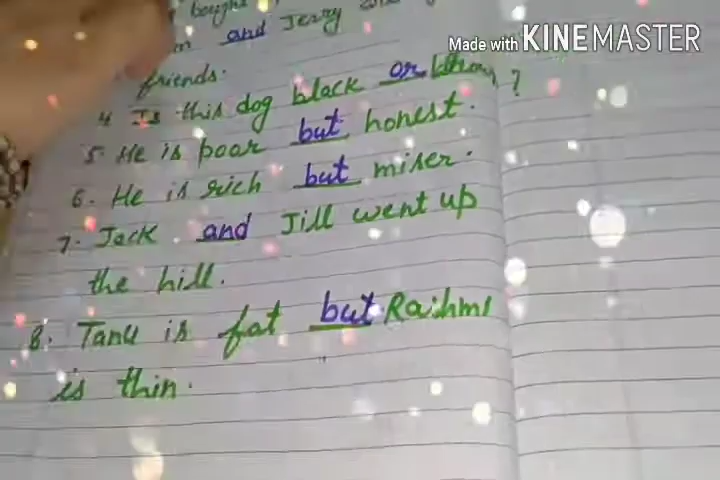 bought
Made with KINEMASTER
and Jerry
friends.
4 Is this dog black or brown ?
5. He is poor but honest.
6. He is rich but miser.
7. Jack and Jill went up
the hill.
8. Tanu is fat but Rashmi
is thin.